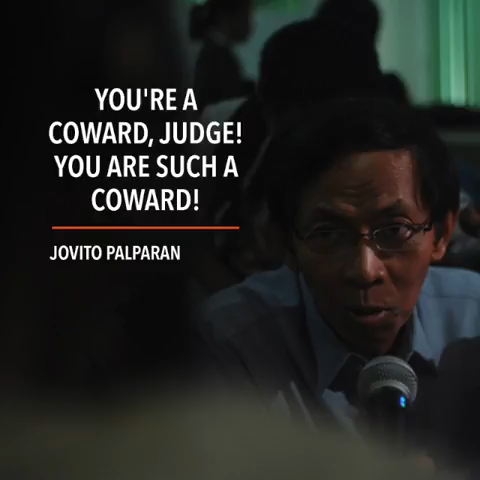 YOU'RE A
COWARD, JUDGE!
YOU ARE SUCH A
COWARD!
JOVITO PALPARAN